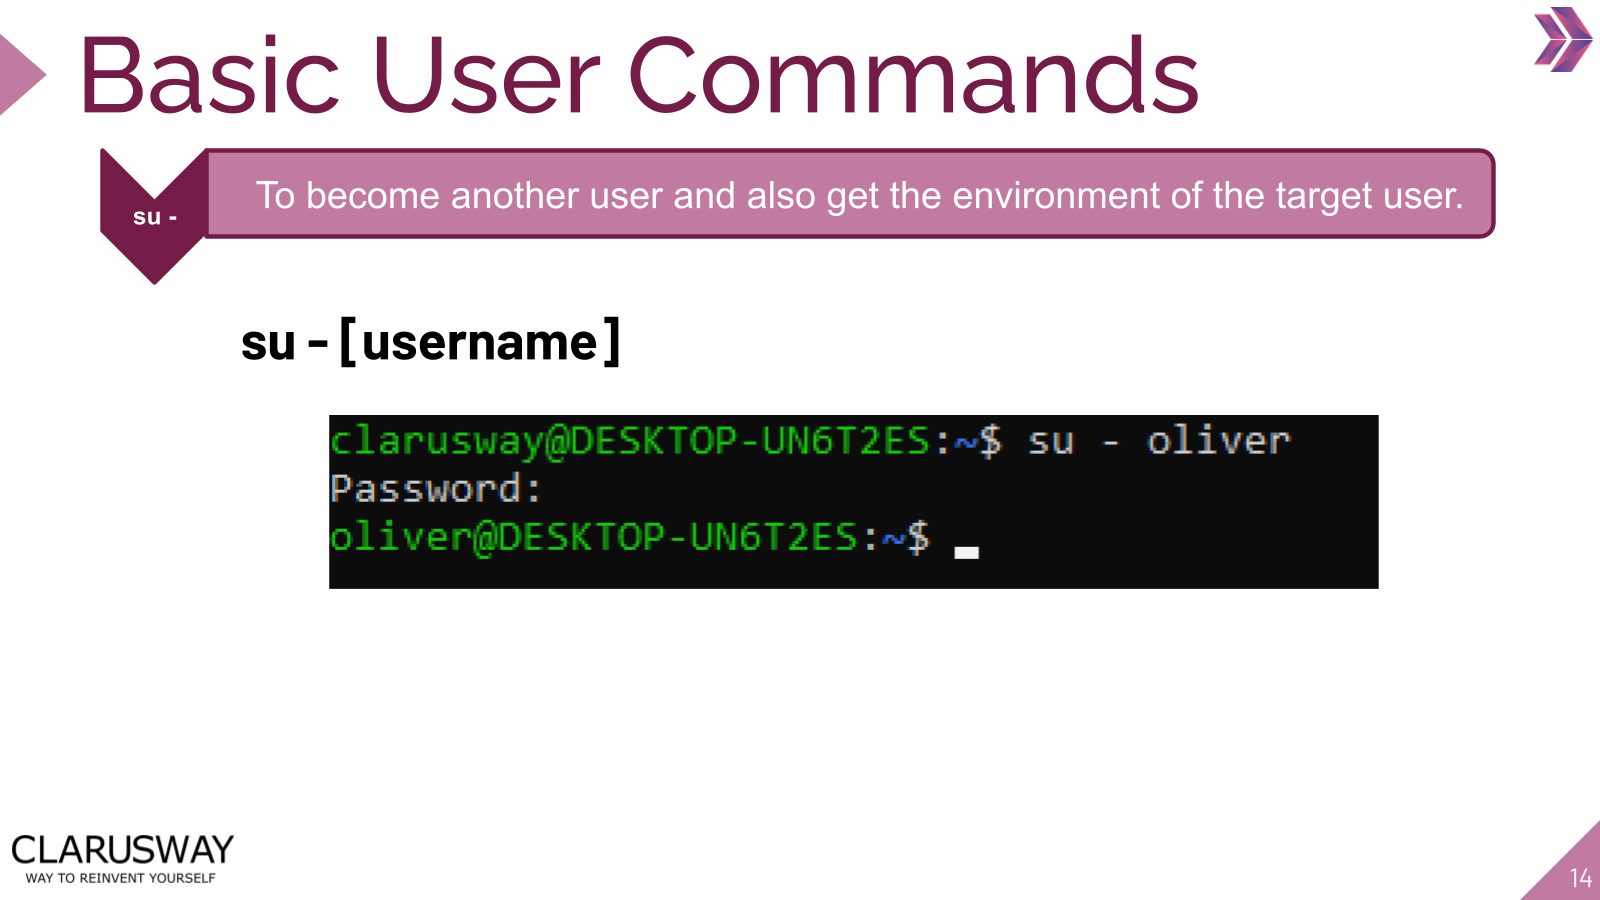 Basic User Commands
su -
To become another user and also get the environment of the target user.
su - [username]
clarusway@DESKTOP-UN6T2ES:~$ su - oliver
Password:
oliver@DESKTOP-UN6T2ES:~$
CLARUSWAY
WAY TO REINVENT YOURSELF
14